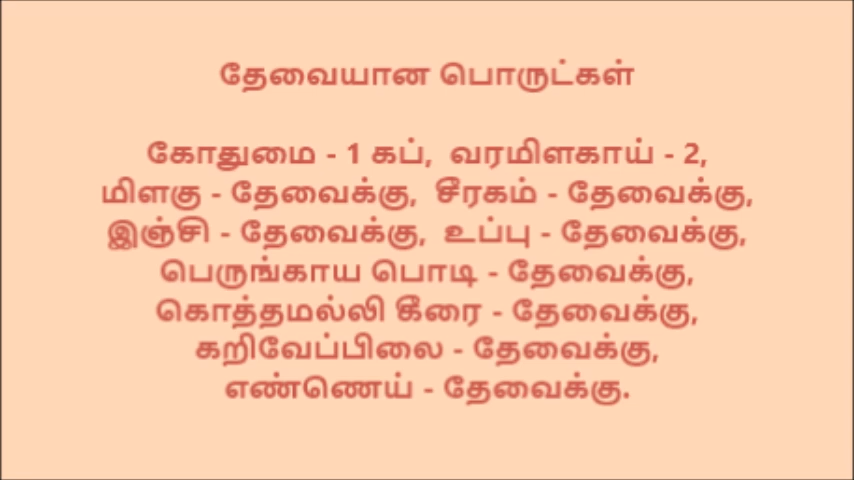 தேவையான பொருட்கள்
கோதுமை - 1 கப், வரமிளகாய் - 2,
மிளகு - தேவைக்கு, சீரகம் - தேவைக்கு,
இஞ்சி - தேவைக்கு, உப்பு - தேவைக்கு,
பெருங்காய பொடி - தேவைக்கு,
கொத்தமல்லி கீரை - தேவைக்கு,
கறிவேப்பிலை - தேவைக்கு,
எண்ணெய் - தேவைக்கு.